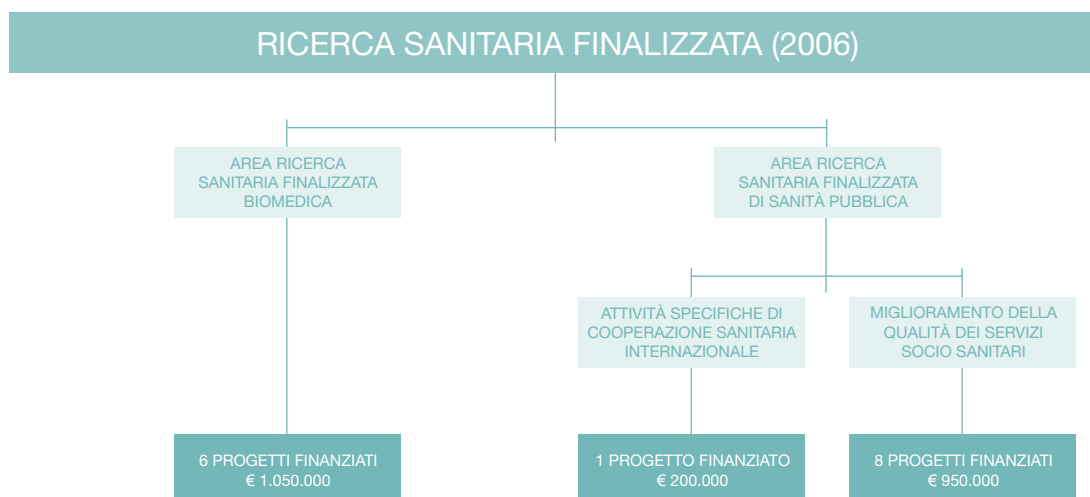 RICERCA SANITARIA FINALIZZATA (2006)
AREA RICERCA
SANITARIA FINALIZZATA
BIOMEDICA
AREA RICERCA
SANITARIA FINALIZZATA
DI SANITÀ PUBBLICA
ATTIVITÀ SPECIFICHE DI
COOPERAZIONE SANITARIA
INTERNAZIONALE
MIGLIORAMENTO DELLA
QUALITÀ DEI SERVIZI
SOCIO SANITARI
6 PROGETTI FINANZIATI
€ 1.050.000
1 PROGETTO FINANZIATO
€ 200.000
8 PROGETTI FINANZIATI
€ 950.000